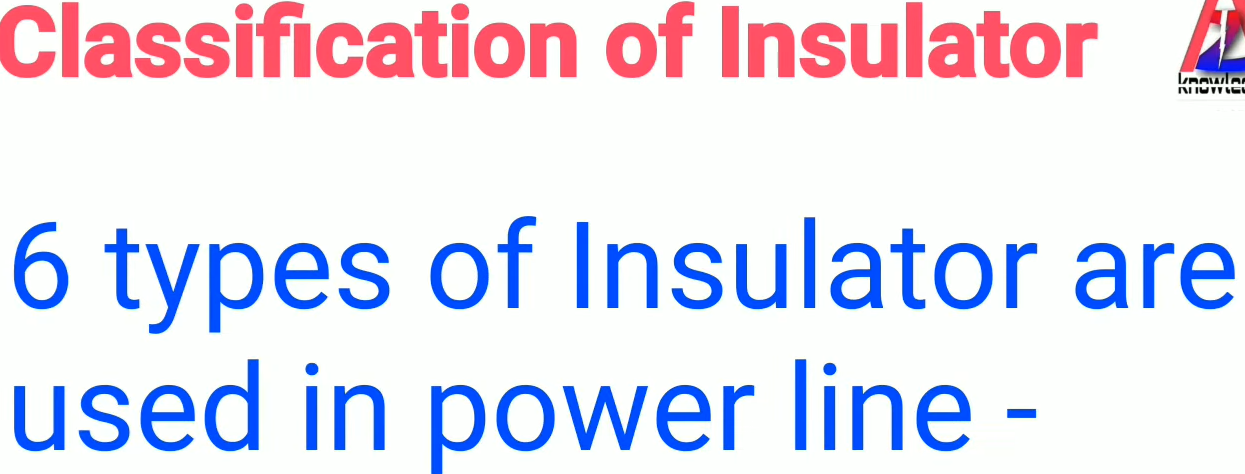 Classification of Insulator
6 types of Insulator are
used in power line -